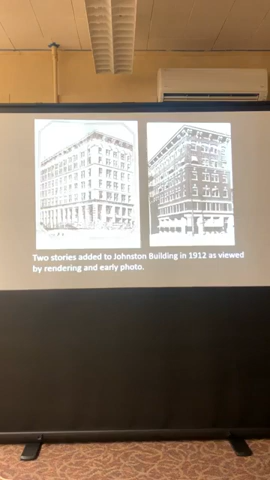 Two stories added to Johnston Building in 1912 as viewed
by rendering and early photo.